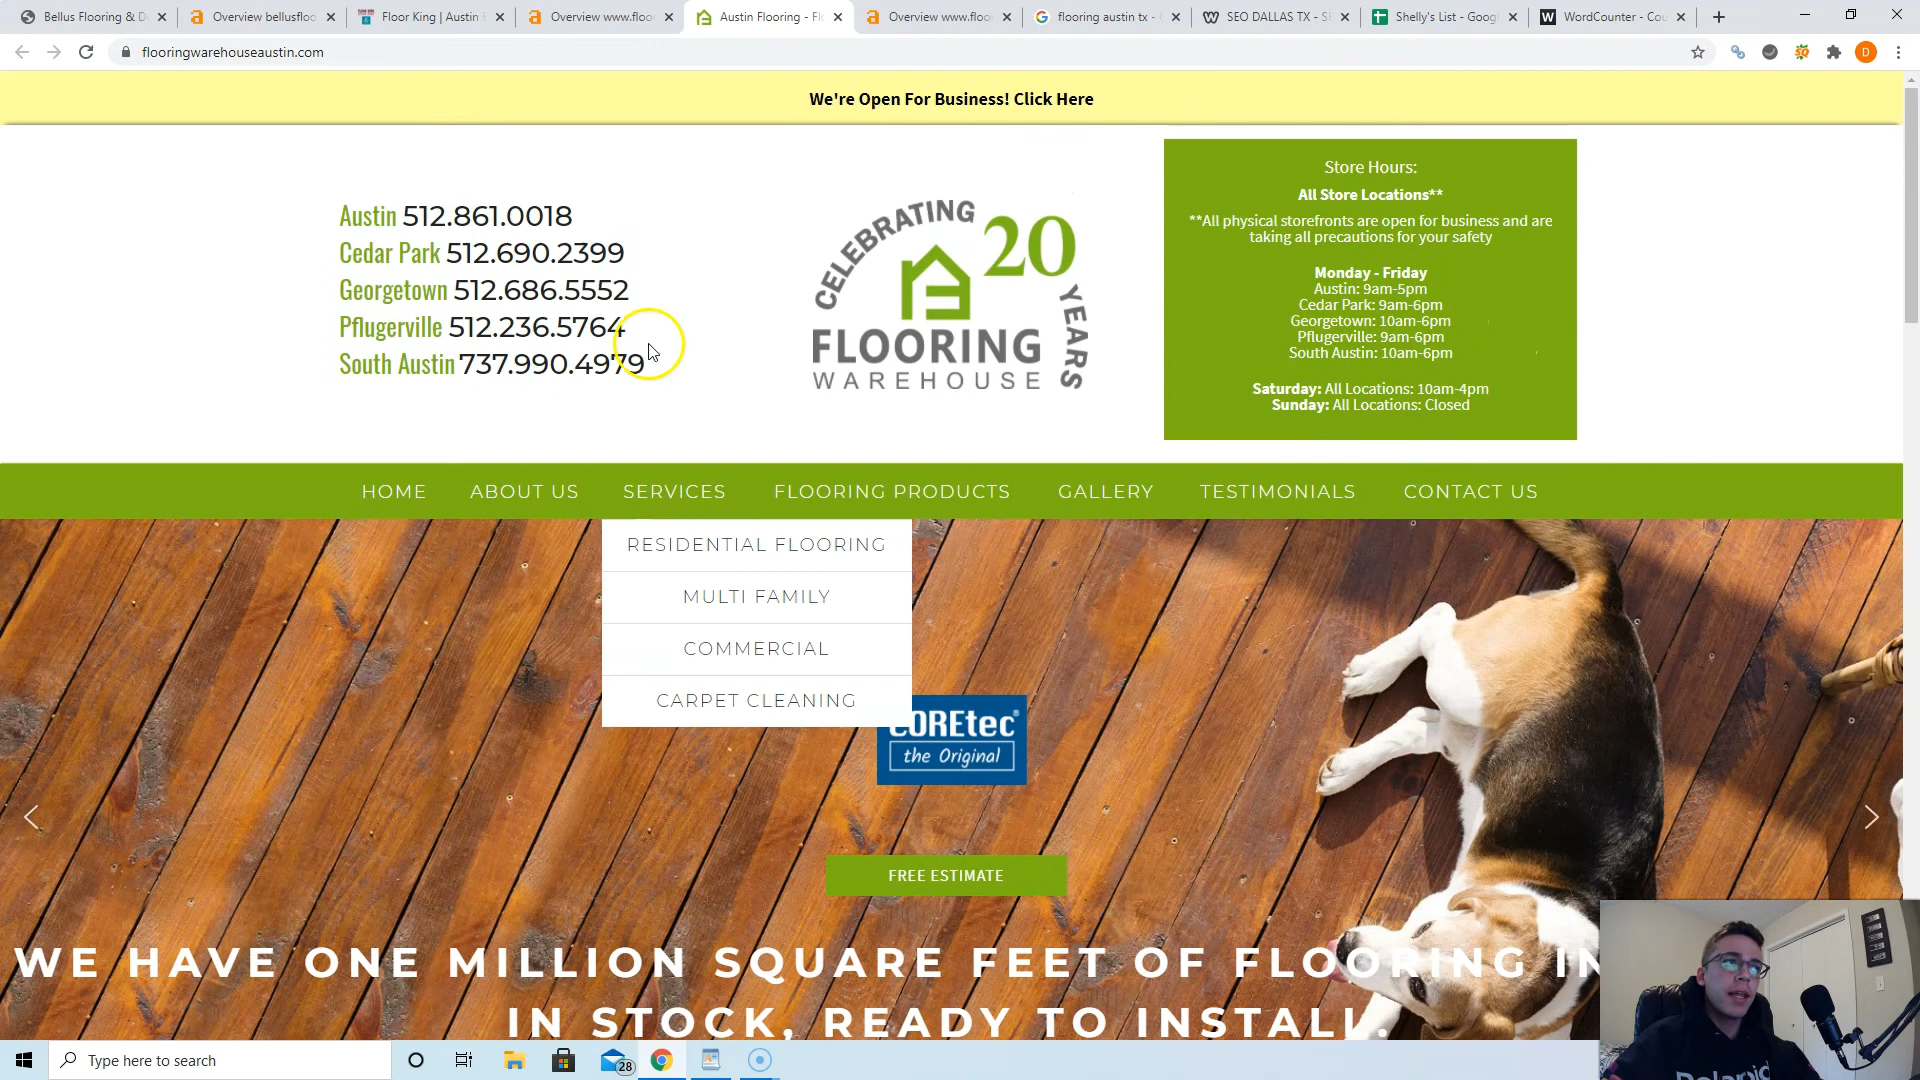 Bellus Flooring & D
Overview bellusfloo
Floor King | Austin F
Overview www.floo
Austin Flooring - Fl
Overview www.floo
flooring austin tx -
SEO DALLAS TX - S
Shelly's List - Goog
WordCounter - Cou
flooringwarehouseaustin.com
D
We're Open For Business! Click Here
Austin 512.861.0018
Cedar Park 512.690.2399
Georgetown 512.686.5552
Pflugerville 512.236.5764
South Austin 737.990.4979
CELEBRATING 20 YEARS
FLOORING
WAREHOUSE
Store Hours:
All Store Locations**
**All physical storefronts are open for business and are
taking all precautions for your safety
Monday - Friday
Austin: 9am-5pm
Cedar Park: 9am-6pm
Georgetown: 10am-6pm
Pflugerville: 9am-6pm
South Austin: 10am-6pm
Saturday: All Locations: 10am-4pm
Sunday: All Locations: Closed
HOME ABOUT US SERVICES FLOORING PRODUCTS GALLERY TESTIMONIALS CONTACT US
RESIDENTIAL FLOORING
MULTI FAMILY
COMMERCIAL
CARPET CLEANING
COREtec®
the Original
FREE ESTIMATE
WE HAVE ONE MILLION SQUARE FEET OF FLOORING IN
IN STOCK, READY TO INSTALL.
Type here to search
28